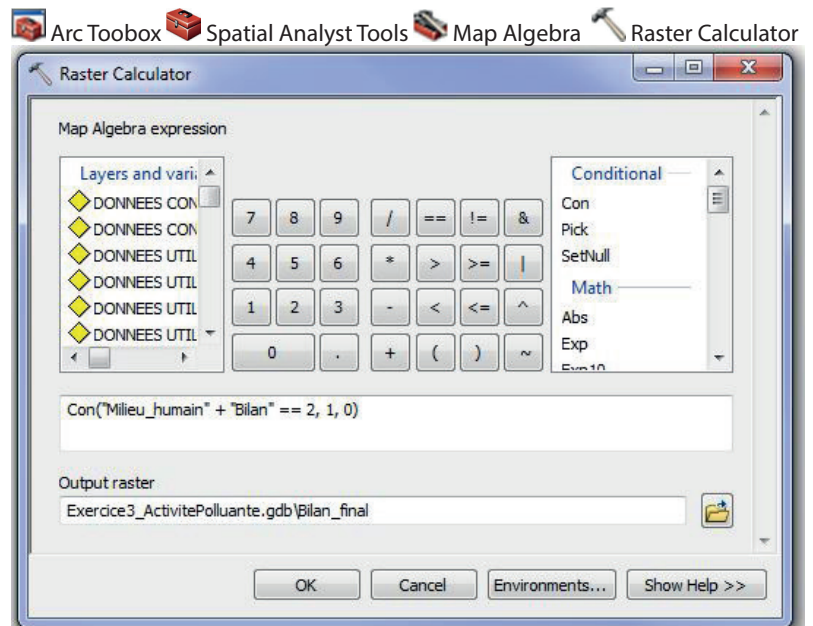 Arc Toobox Spatial Analyst Tools Map Algebra Raster Calculator
Raster Calculator
Map Algebra expression
Layers and varia
DONNEES CON
DONNEES CON
DONNEES UTIL
DONNEES UTIL
DONNEES UTIL
DONNEES UTIL
7 8 9 / == != &
4 5 6 * > >= |
1 2 3 - < <= ^
0 . + ( ) ~
Conditional
Con
Pick
SetNull
Math
Abs
Exp
Exp10
Con("Milieu_humain" + "Bilan" == 2, 1, 0)
Output raster
Exercice3_ActivitePolluante.gdb\Bilan_final
OK Cancel Environments... Show Help >>